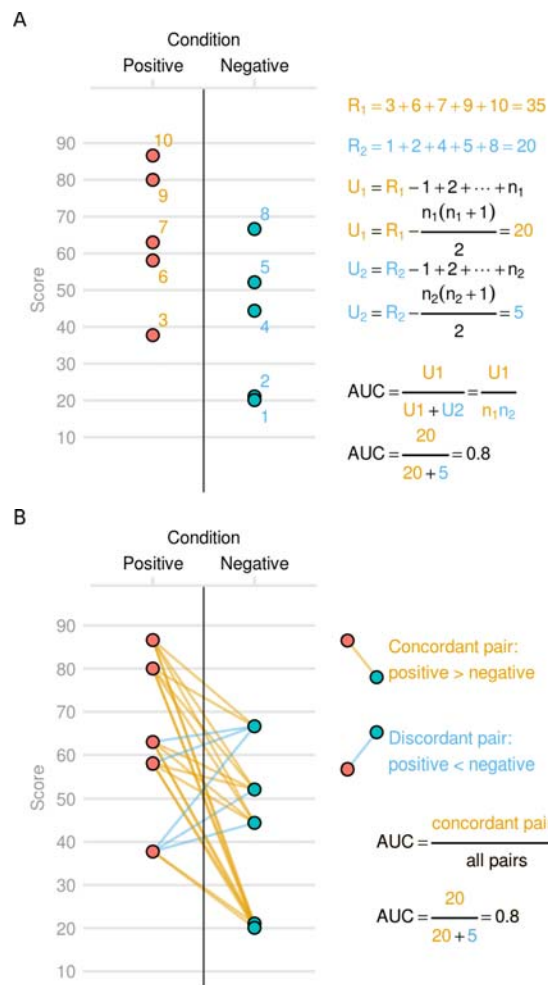 A
Condition
Positive Negative
Score
90
80
70
60
50
40
30
20
10
10
9
7
6
3
8
5
4
2
1
R₁ = 3 + 6 + 7 + 9 + 10 = 35
R₂ = 1 + 2 + 4 + 5 + 8 = 20
U₁ = R₁ − 1 + 2 + ⋯ + n₁
U₁ = R₁ − n₁(n₁ + 1) / 2 = 20
U₂ = R₂ − 1 + 2 + ⋯ + n₂
U₂ = R₂ − n₂(n₂ + 1) / 2 = 5
AUC = U1 / U1 + U2 = U1 / n₁n₂
AUC = 20 / 20 + 5 = 0.8
B
Condition
Positive Negative
Score
90
80
70
60
50
40
30
20
10
Concordant pair:
positive > negative
Discordant pair:
positive < negative
AUC = concordant pai / all pairs
AUC = 20 / 20 + 5 = 0.8